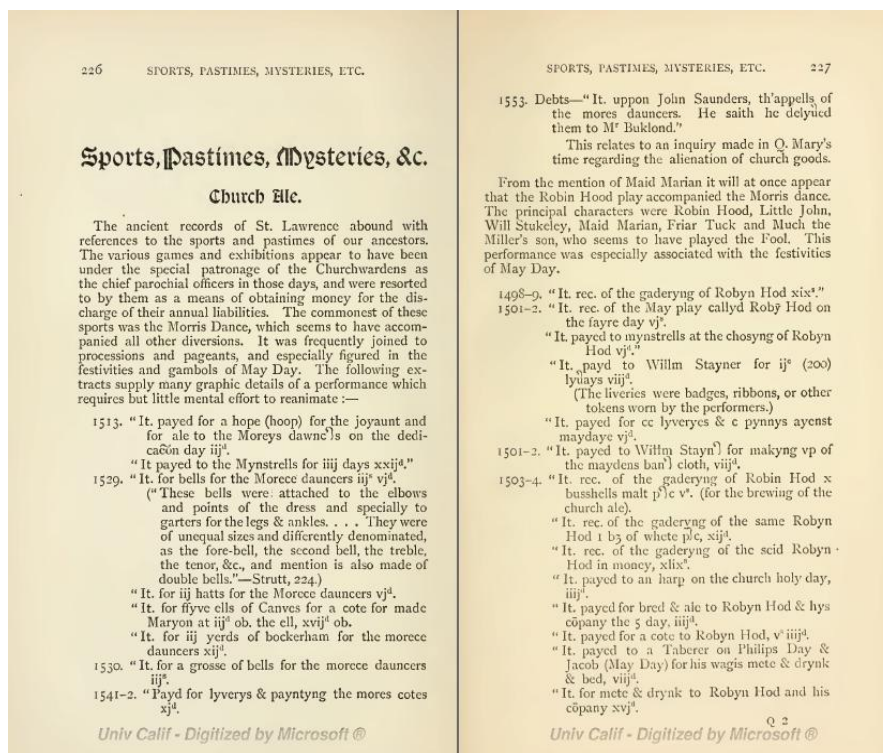 226 SPORTS, PASTIMES, MYSTERIES, ETC.
Sports, Pastimes, Mysteries, &c.
Church Ale.
The ancient records of St. Lawrence abound with
references to the sports and pastimes of our ancestors.
The various games and exhibitions appear to have been
under the special patronage of the Churchwardens as
the chief parochial officers in those days, and were resorted
to by them as a means of obtaining money for the dis-
charge of their annual liabilities. The commonest of these
sports was the Morris Dance, which seems to have accom-
panied all other diversions. It was frequently joined to
processions and pageants, and especially figured in the
festivities and gambols of May Day. The following ex-
tracts supply many graphic details of a performance which
requires but little mental effort to reanimate :—
1513. "It. payed for a hope (hoop) for the joyaunt and
for ale to the Moreys dawnc's on the dedi-
cacōn day iijᵈ.
"It payed to the Mynstrells for iiij days xxijᵈ."
1529. "It. for bells for the Morece dauncers iijˢ vjᵈ.
("These bells were attached to the elbows
and points of the dress and specially to
garters for the legs & ankles. . . . They were
of unequal sizes and differently denominated,
as the fore-bell, the second bell, the treble,
the tenor, &c., and mention is also made of
double bells."—Strutt, 224.)
"It. for iij hatts for the Morece dauncers vjᵈ.
"It. for ffyve ells of Canves for a cote for made
Maryon at iijᵈ ob. the ell, xvijᵈ ob.
"It. for iij yerds of bockerham for the morece
dauncers xijᵈ.
1530. "It. for a grosse of bells for the morece dauncers
iijˢ.
1541-2. "Payd for lyverys & payntyng the mores cotes
xjᵈ.
Univ Calif - Digitized by Microsoft ®
SPORTS, PASTIMES, MYSTERIES, ETC. 227
1553. Debts—"It. uppon John Saunders, th'appells of
the mores dauncers. He saith he delyūed
them to Mʳ Buklond."
This relates to an inquiry made in Q. Mary's
time regarding the alienation of church goods.
From the mention of Maid Marian it will at once appear
that the Robin Hood play accompanied the Morris dance.
The principal characters were Robin Hood, Little John,
Will Stukeley, Maid Marian, Friar Tuck and Much the
Miller's son, who seems to have played the Fool. This
performance was especially associated with the festivities
of May Day.
1498-9. "It. rec. of the gaderyng of Robyn Hod xixˢ."
1501-2. "It. rec. of the May play callyd Robȳ Hod on
the fayre day vjˢ.
"It. payed to mynstrells at the chosyng of Robyn
Hod vjᵈ."
"It. payd to Willm Stayner for ijᶜ (200)
lyūays viijᵈ.
(The liveries were badges, ribbons, or other
tokens worn by the performers.)
"It. payed for cc lyveryes & c pynnys ayenst
maydaye vjᵈ.
1501-2. "It. payed to Willm Stayn' for makyng vp of
the maydens ban' cloth, viijᵈ.
1503-4. "It. rec. of the gaderyng of Robin Hod x
busshells malt p'c vˢ. (for the brewing of the
church ale).
"It. rec. of the gaderyng of the same Robyn
Hod 1 bʒ of whete p'c, xijᵈ.
"It. rec. of the gaderyng of the seid Robyn
Hod in money, xlixˢ.
"It. payed to an harp on the church holy day,
iiijᵈ.
"It. payed for bred & ale to Robyn Hod & hys
cōpany the 5 day, iiijᵈ.
"It. payed for a cote to Robyn Hod, vˢ iiijᵈ.
"It. payed to a Taberer on Philips Day &
Jacob (May Day) for his wagis mete & drynk
& bed, viijᵈ.
"It. for mete & drynk to Robyn Hod and his
cōpany xvjᵈ.
Q 2
Univ Calif - Digitized by Microsoft ®